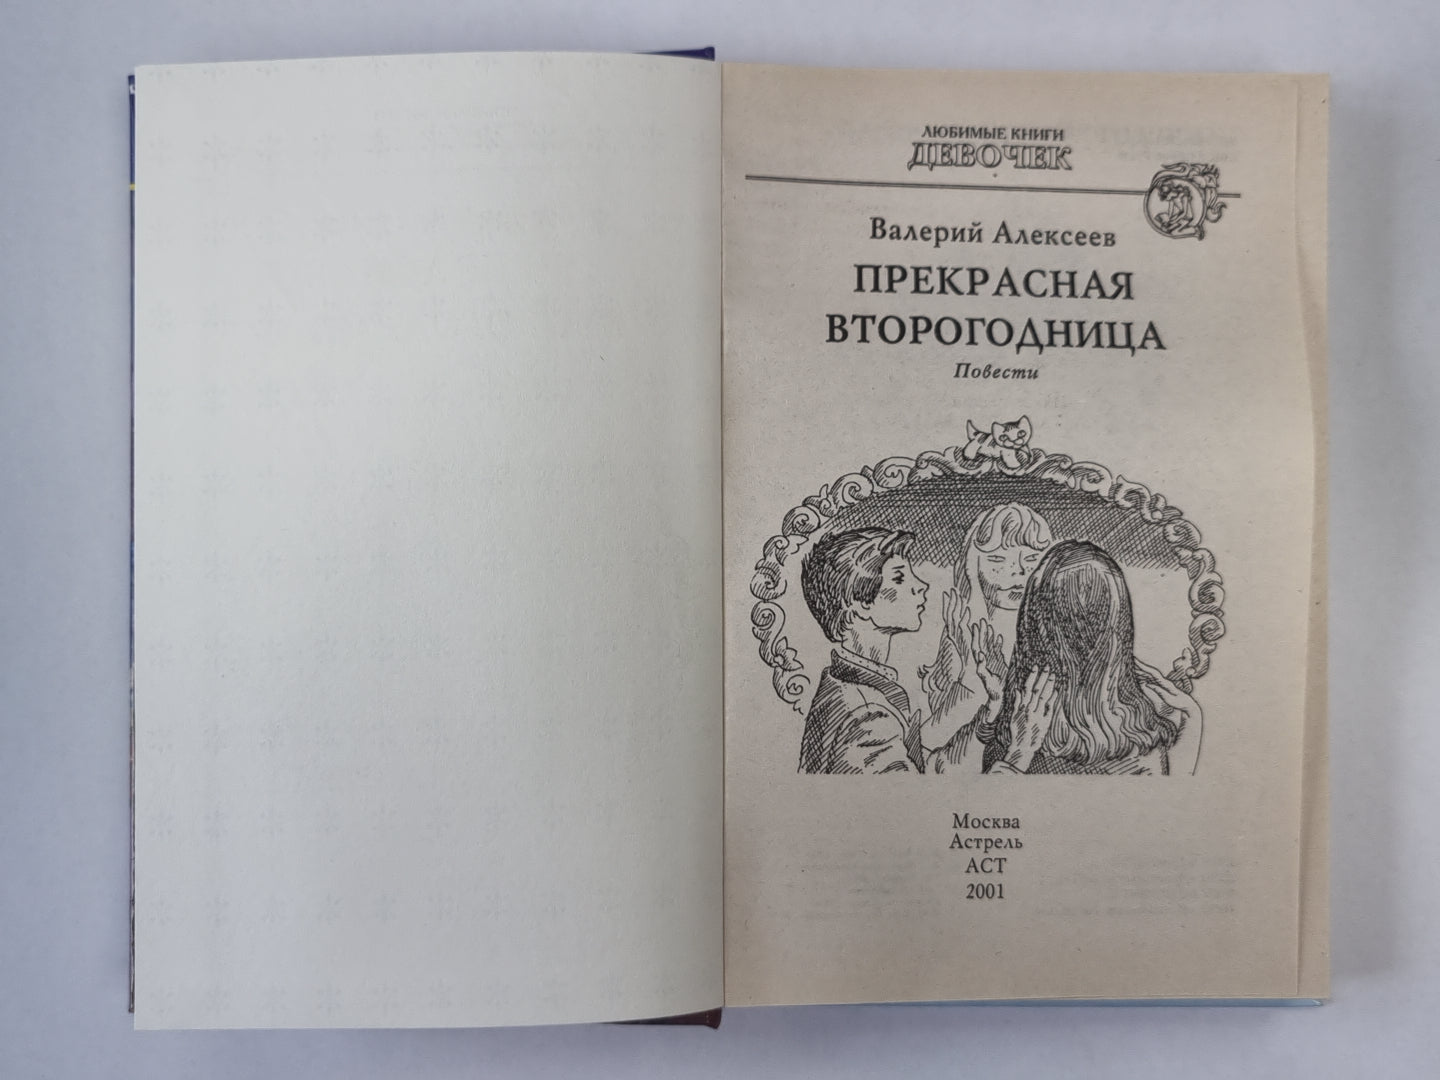 ЛЮБИМЫЕ КНИГИ
ДЕВОЧЕК
Валерий Алексеев
ПРЕКРАСНАЯ
ВТОРОГОДНИЦА
Повести
Москва
Астрель
АСТ
2001